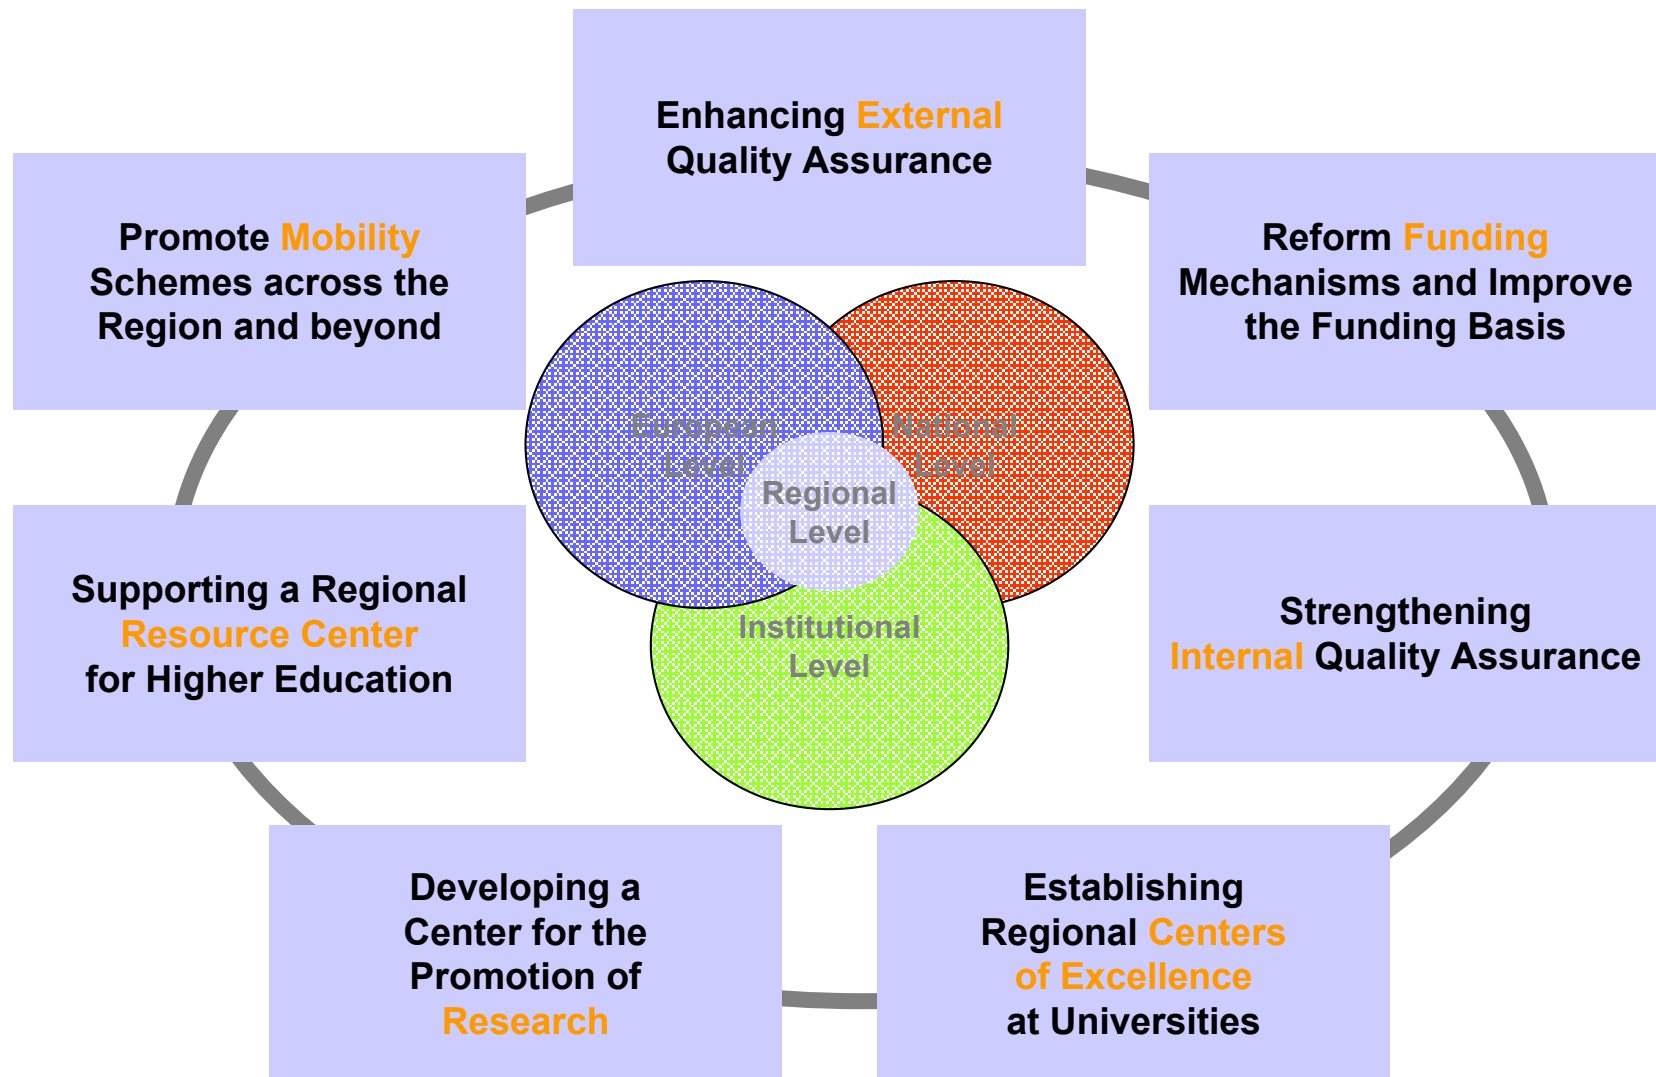 Enhancing External
Quality Assurance
Promote Mobility
Schemes across the
Region and beyond
Reform Funding
Mechanisms and Improve
the Funding Basis
European
Level
National
Level
Regional
Level
Institutional
Level
Supporting a Regional
Resource Center
for Higher Education
Strengthening
Internal Quality Assurance
Developing a
Center for the
Promotion of
Research
Establishing
Regional Centers
of Excellence
at Universities